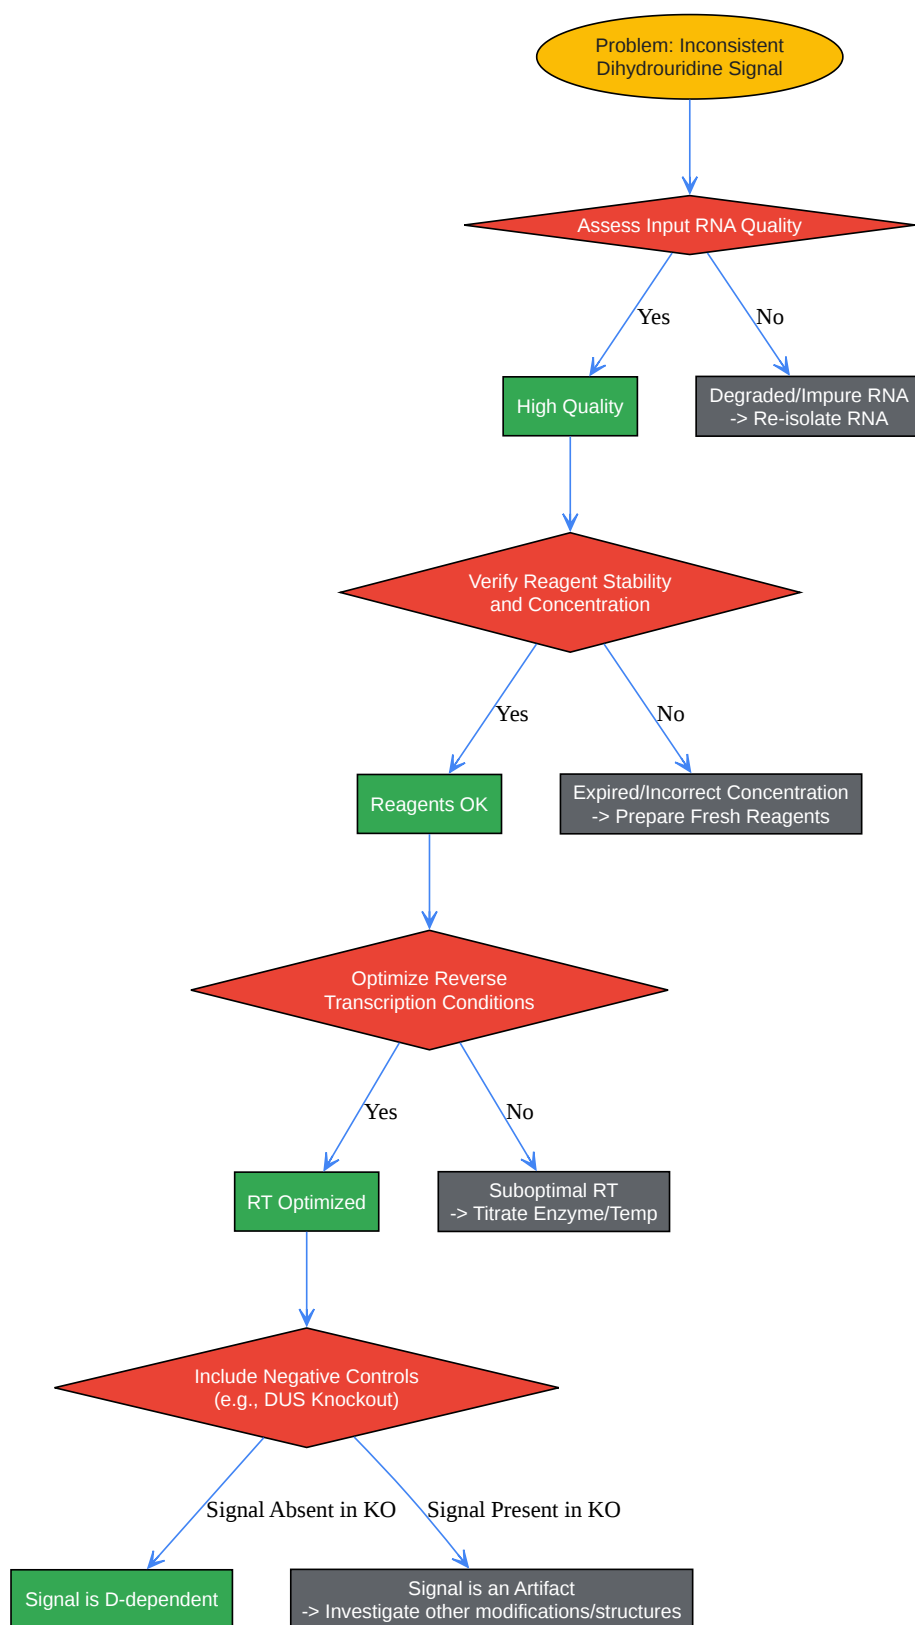 Problem: Inconsistent
Dihydrouridine Signal
Assess Input RNA Quality
Yes
No
High Quality
Degraded/Impure RNA
-> Re-isolate RNA
Verify Reagent Stability
and Concentration
Yes
No
Reagents OK
Expired/Incorrect Concentration
-> Prepare Fresh Reagents
Optimize Reverse
Transcription Conditions
Yes
No
RT Optimized
Suboptimal RT
-> Titrate Enzyme/Temp
Include Negative Controls
(e.g., DUS Knockout)
Signal Absent in KO
Signal Present in KO
Signal is D-dependent
Signal is an Artifact
-> Investigate other modifications/structures